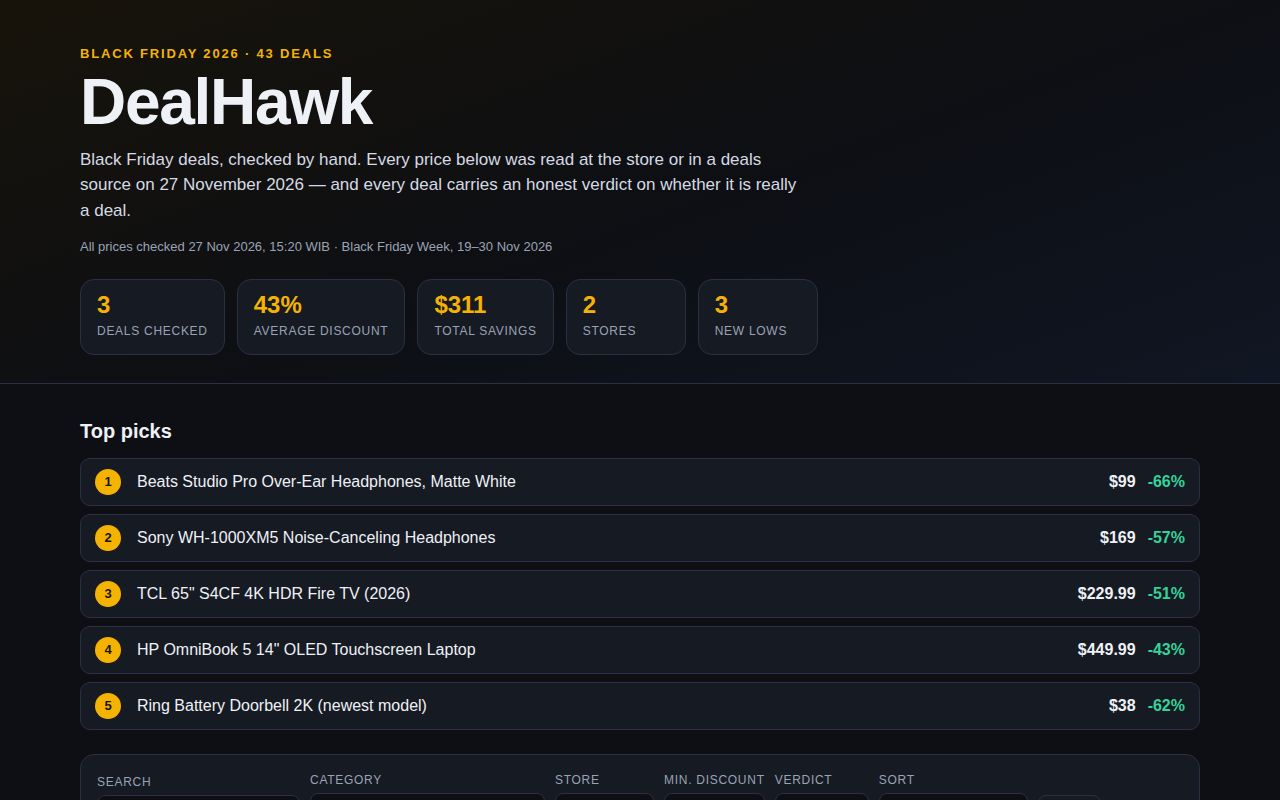 BLACK FRIDAY 2026 · 43 DEALS
DealHawk
Black Friday deals, checked by hand. Every price below was read at the store or in a deals
source on 27 November 2026 — and every deal carries an honest verdict on whether it is really
a deal.
All prices checked 27 Nov 2026, 15:20 WIB · Black Friday Week, 19–30 Nov 2026
3
DEALS CHECKED
43%
AVERAGE DISCOUNT
$311
TOTAL SAVINGS
2
STORES
3
NEW LOWS
Top picks
1 Beats Studio Pro Over-Ear Headphones, Matte White $99 -66%
2 Sony WH-1000XM5 Noise-Canceling Headphones $169 -57%
3 TCL 65" S4CF 4K HDR Fire TV (2026) $229.99 -51%
4 HP OmniBook 5 14" OLED Touchscreen Laptop $449.99 -43%
5 Ring Battery Doorbell 2K (newest model) $38 -62%
SEARCH CATEGORY STORE MIN. DISCOUNT VERDICT SORT